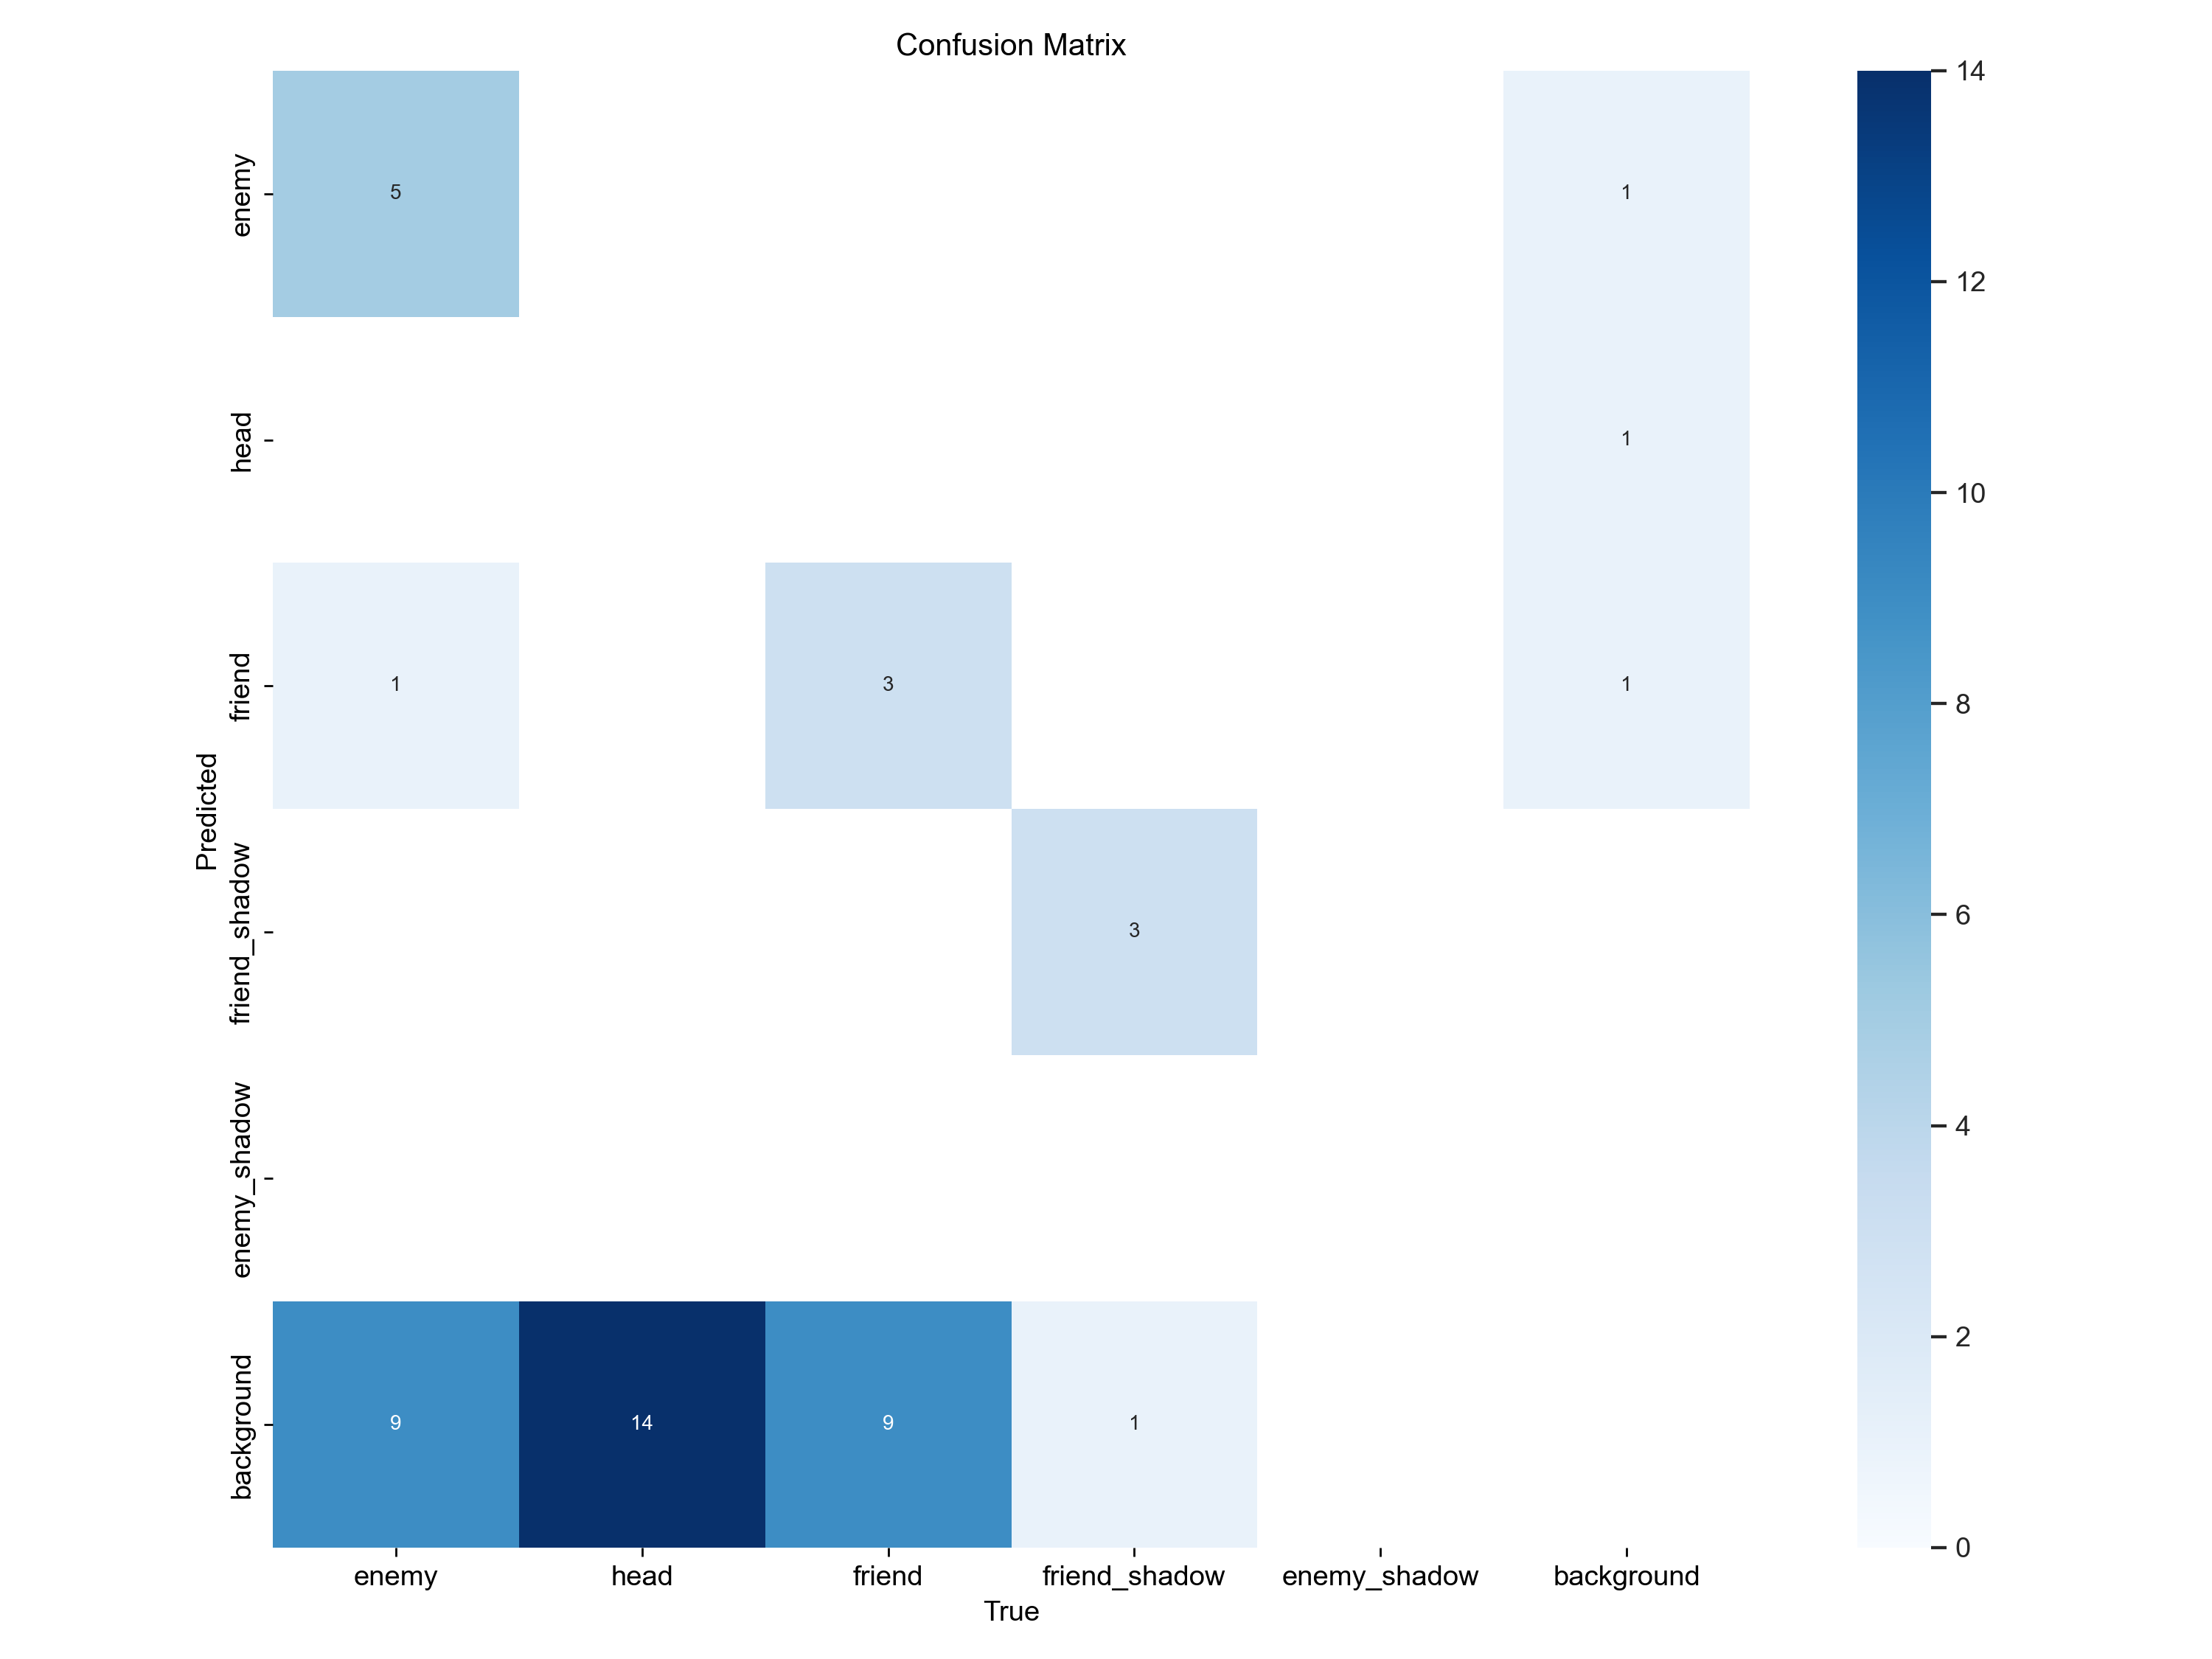 Confusion Matrix
enemy
5
1
head
1
friend
1
3
1
friend_shadow
3
enemy_shadow
background
9
14
9
1
Predicted
enemy
head
friend
friend_shadow
enemy_shadow
background
True
14
12
10
8
6
4
2
0